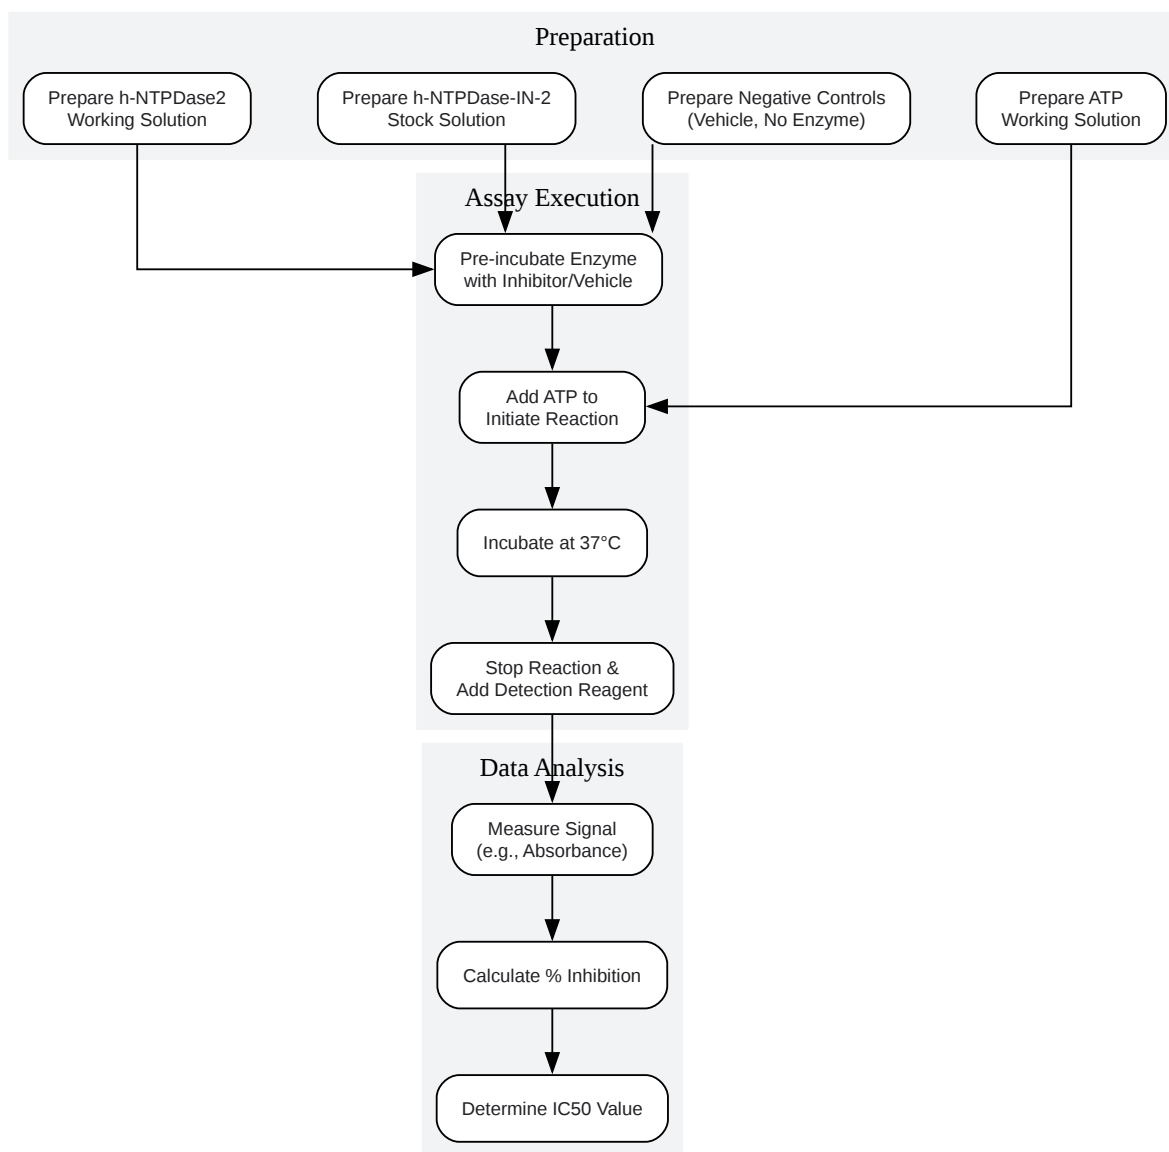 Preparation
Prepare h-NTPDase2
Working Solution
Prepare h-NTPDase-IN-2
Stock Solution
Prepare Negative Controls
(Vehicle, No Enzyme)
Prepare ATP
Working Solution
Assay Execution
Pre-incubate Enzyme
with Inhibitor/Vehicle
Add ATP to
Initiate Reaction
Incubate at 37°C
Stop Reaction &
Add Detection Reagent
Data Analysis
Measure Signal
(e.g., Absorbance)
Calculate % Inhibition
Determine IC50 Value